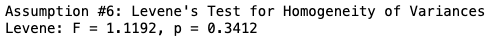 Assumption #6: Levene's Test for Homogeneity of Variances
Levene: F = 1.1192, p = 0.3412